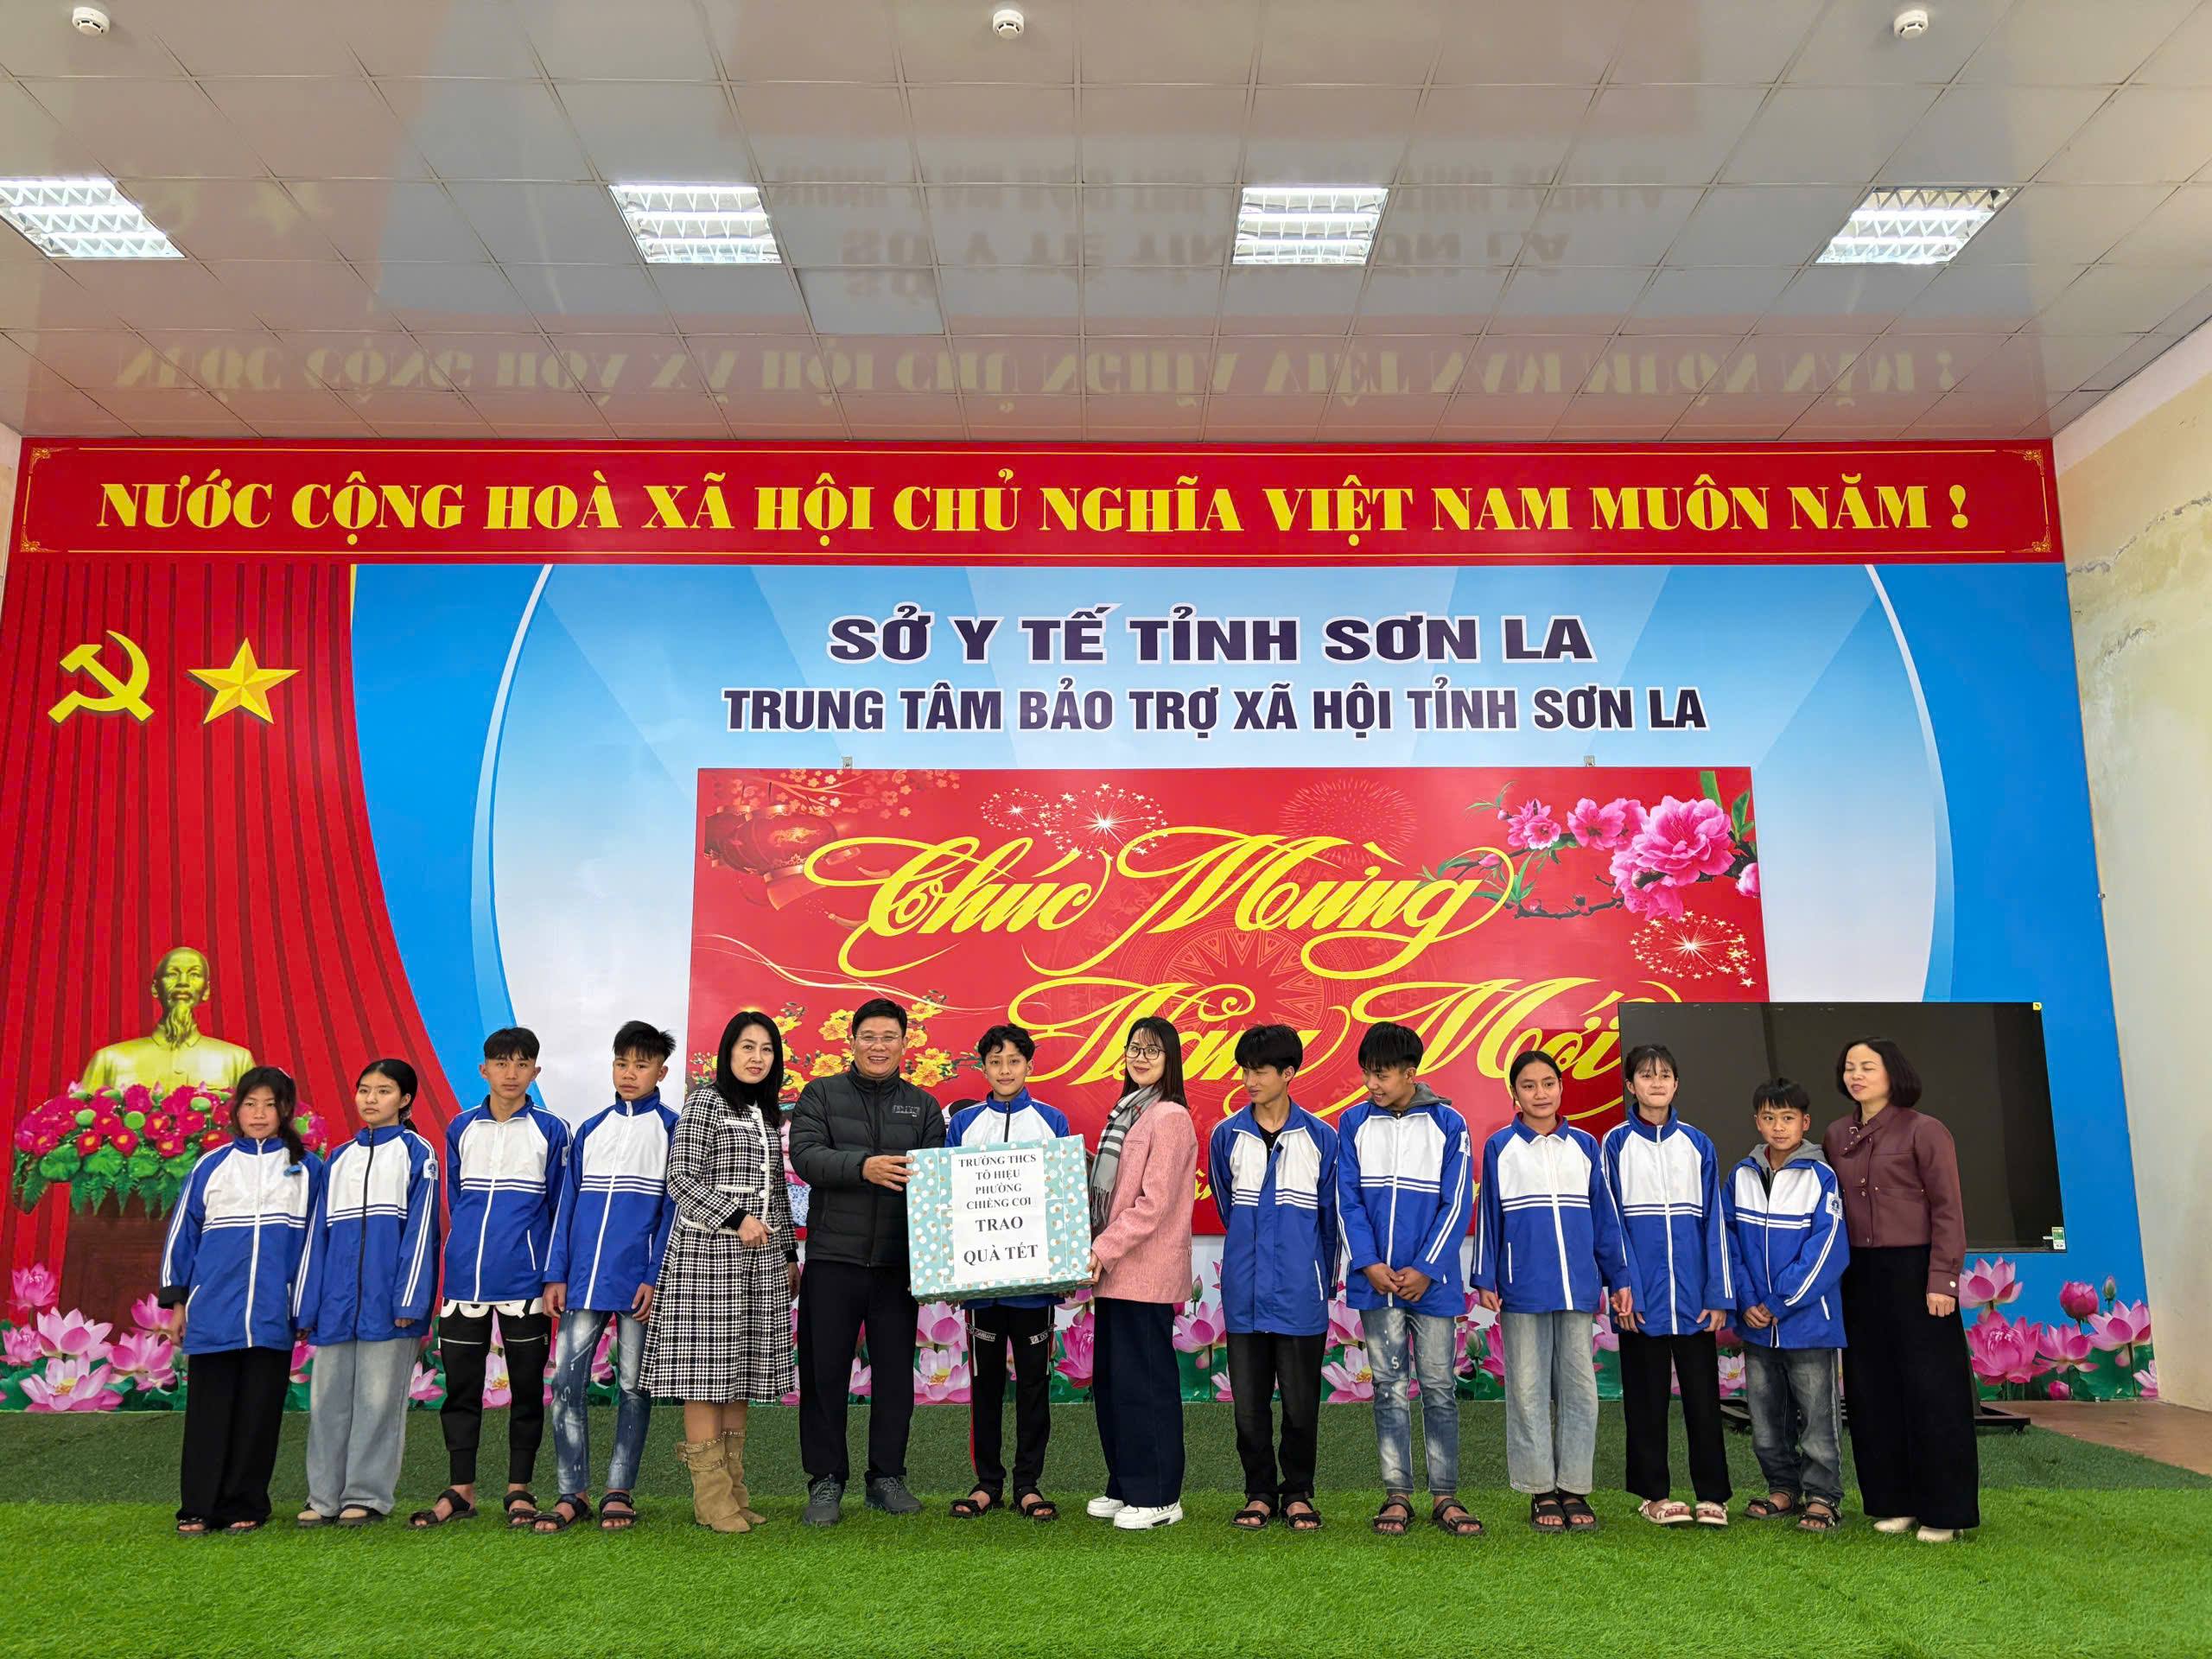 NƯỚC CỘNG HOÀ XÃ HỘI CHỦ NGHĨA VIỆT NAM MUÔN NĂM !
SỞ Y TẾ TỈNH SƠN LA
TRUNG TÂM BẢO TRỢ XÃ HỘI TỈNH SƠN LA
Chúc Mừng
Năm Mới
TRƯỜNG THCS
TÔ HIỆU
PHƯỜNG
CHIỀNG CƠI
TRAO
QUÀ TẾT